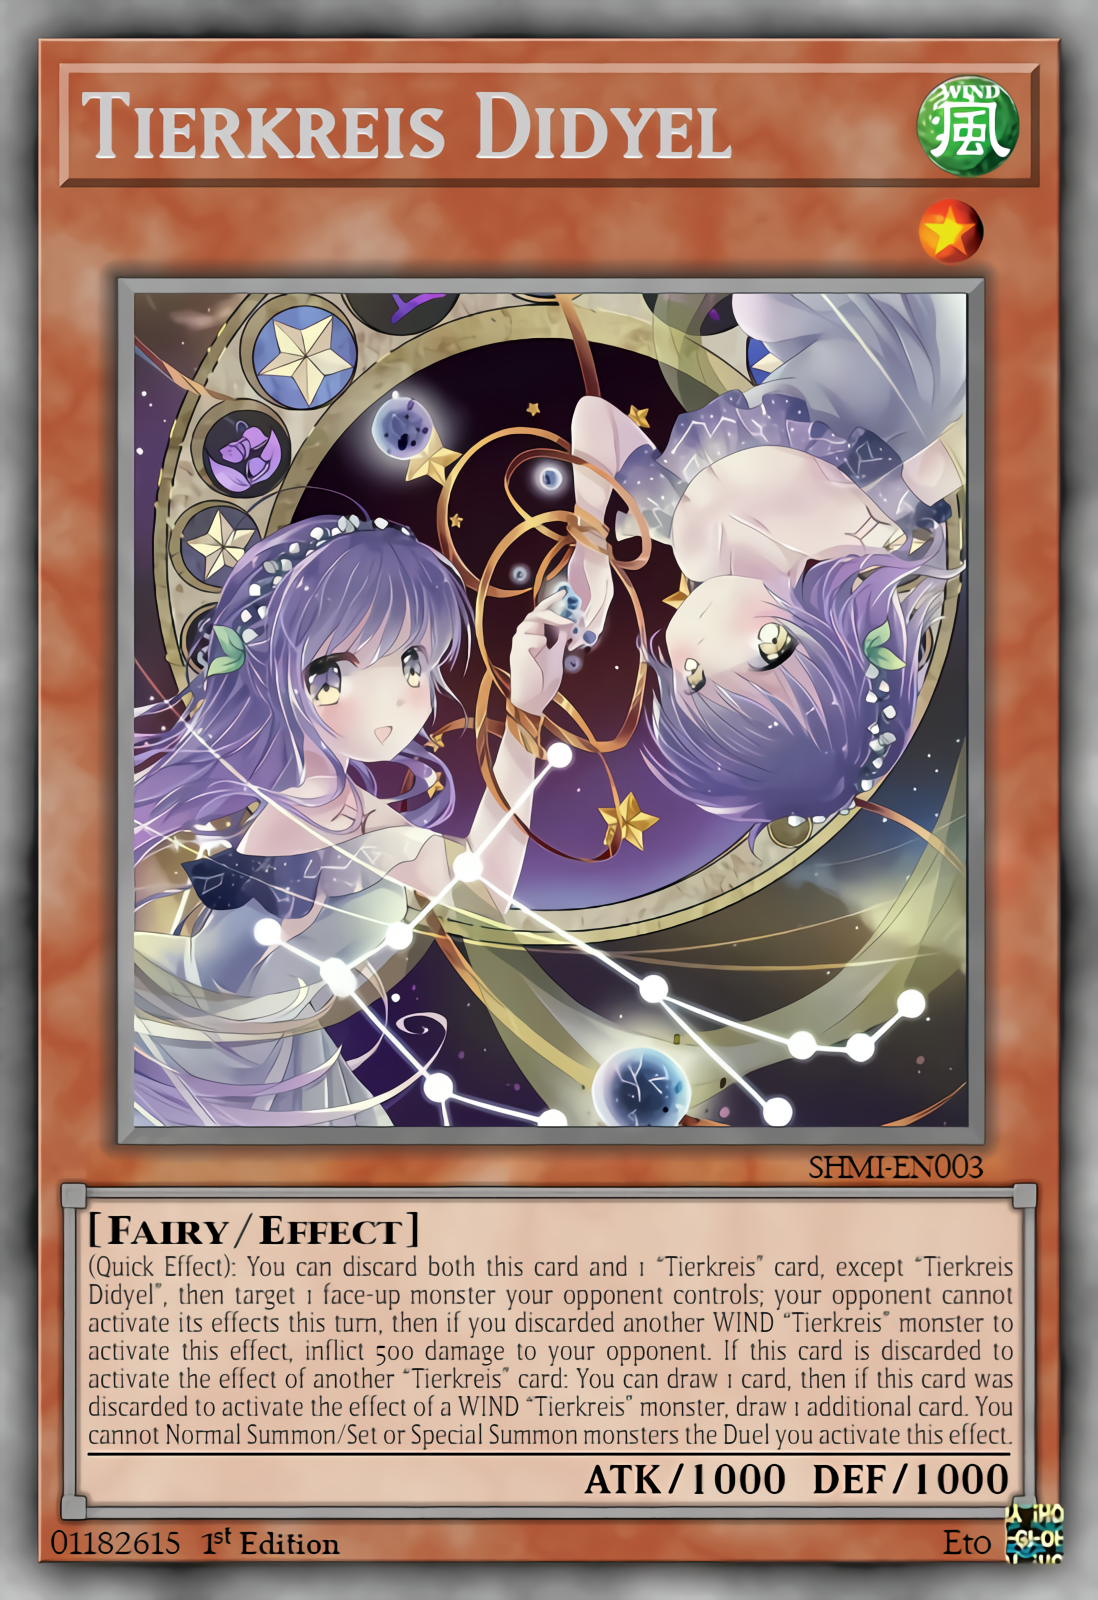 Tierkreis Didyel
WIND
風
SHMI-EN003
[Fairy/Effect]
(Quick Effect): You can discard both this card and 1 “Tierkreis” card, except “Tierkreis
Didyel”, then target 1 face-up monster your opponent controls; your opponent cannot
activate its effects this turn, then if you discarded another WIND “Tierkreis” monster to
activate this effect, inflict 500 damage to your opponent. If this card is discarded to
activate the effect of another “Tierkreis” card: You can draw 1 card, then if this card was
discarded to activate the effect of a WIND “Tierkreis” monster, draw 1 additional card. You
cannot Normal Summon/Set or Special Summon monsters the Duel you activate this effect.
ATK/1000 DEF/1000
01182615 1st Edition
Eto